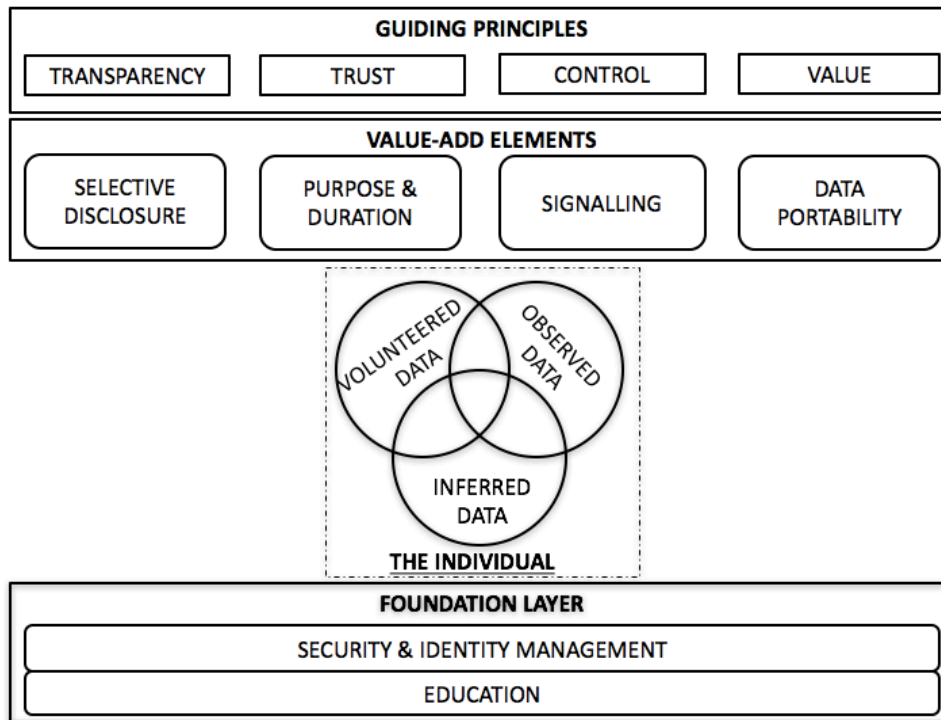 GUIDING PRINCIPLES
TRANSPARENCY
TRUST
CONTROL
VALUE
VALUE-ADD ELEMENTS
SELECTIVE
DISCLOSURE
PURPOSE &
DURATION
SIGNALLING
DATA
PORTABILITY
VOLUNTEERED
DATA
OBSERVED
DATA
INFERRED
DATA
THE INDIVIDUAL
FOUNDATION LAYER
SECURITY & IDENTITY MANAGEMENT
EDUCATION